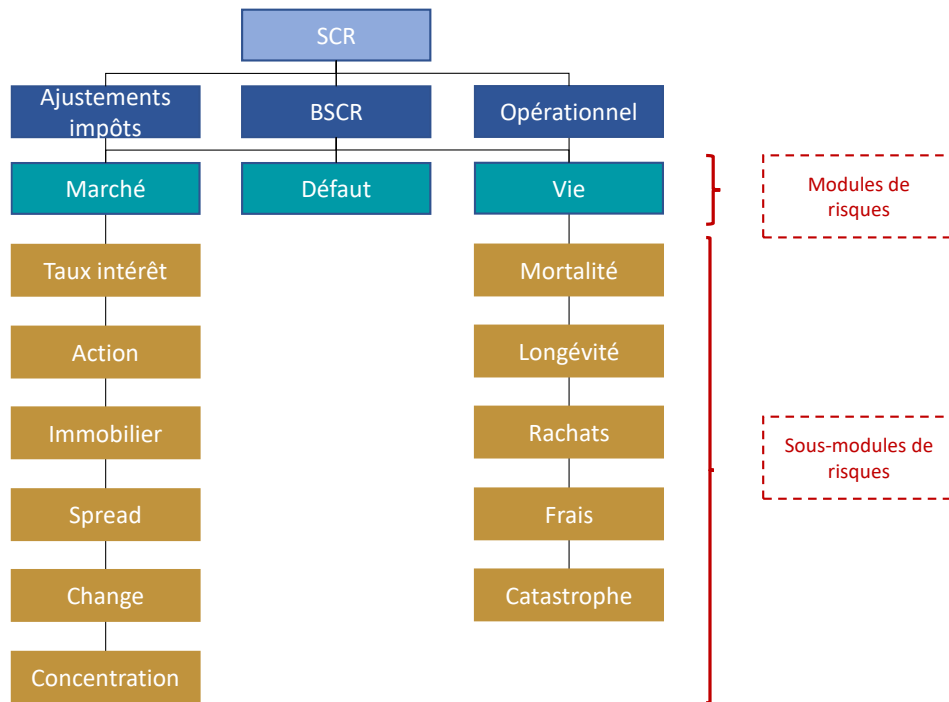 SCR
Ajustements
impôts
BSCR
Opérationnel
Marché
Défaut
Vie
Modules de
risques
Taux intérêt
Mortalité
Action
Longévité
Immobilier
Rachats
Sous-modules de
risques
Spread
Frais
Change
Catastrophe
Concentration